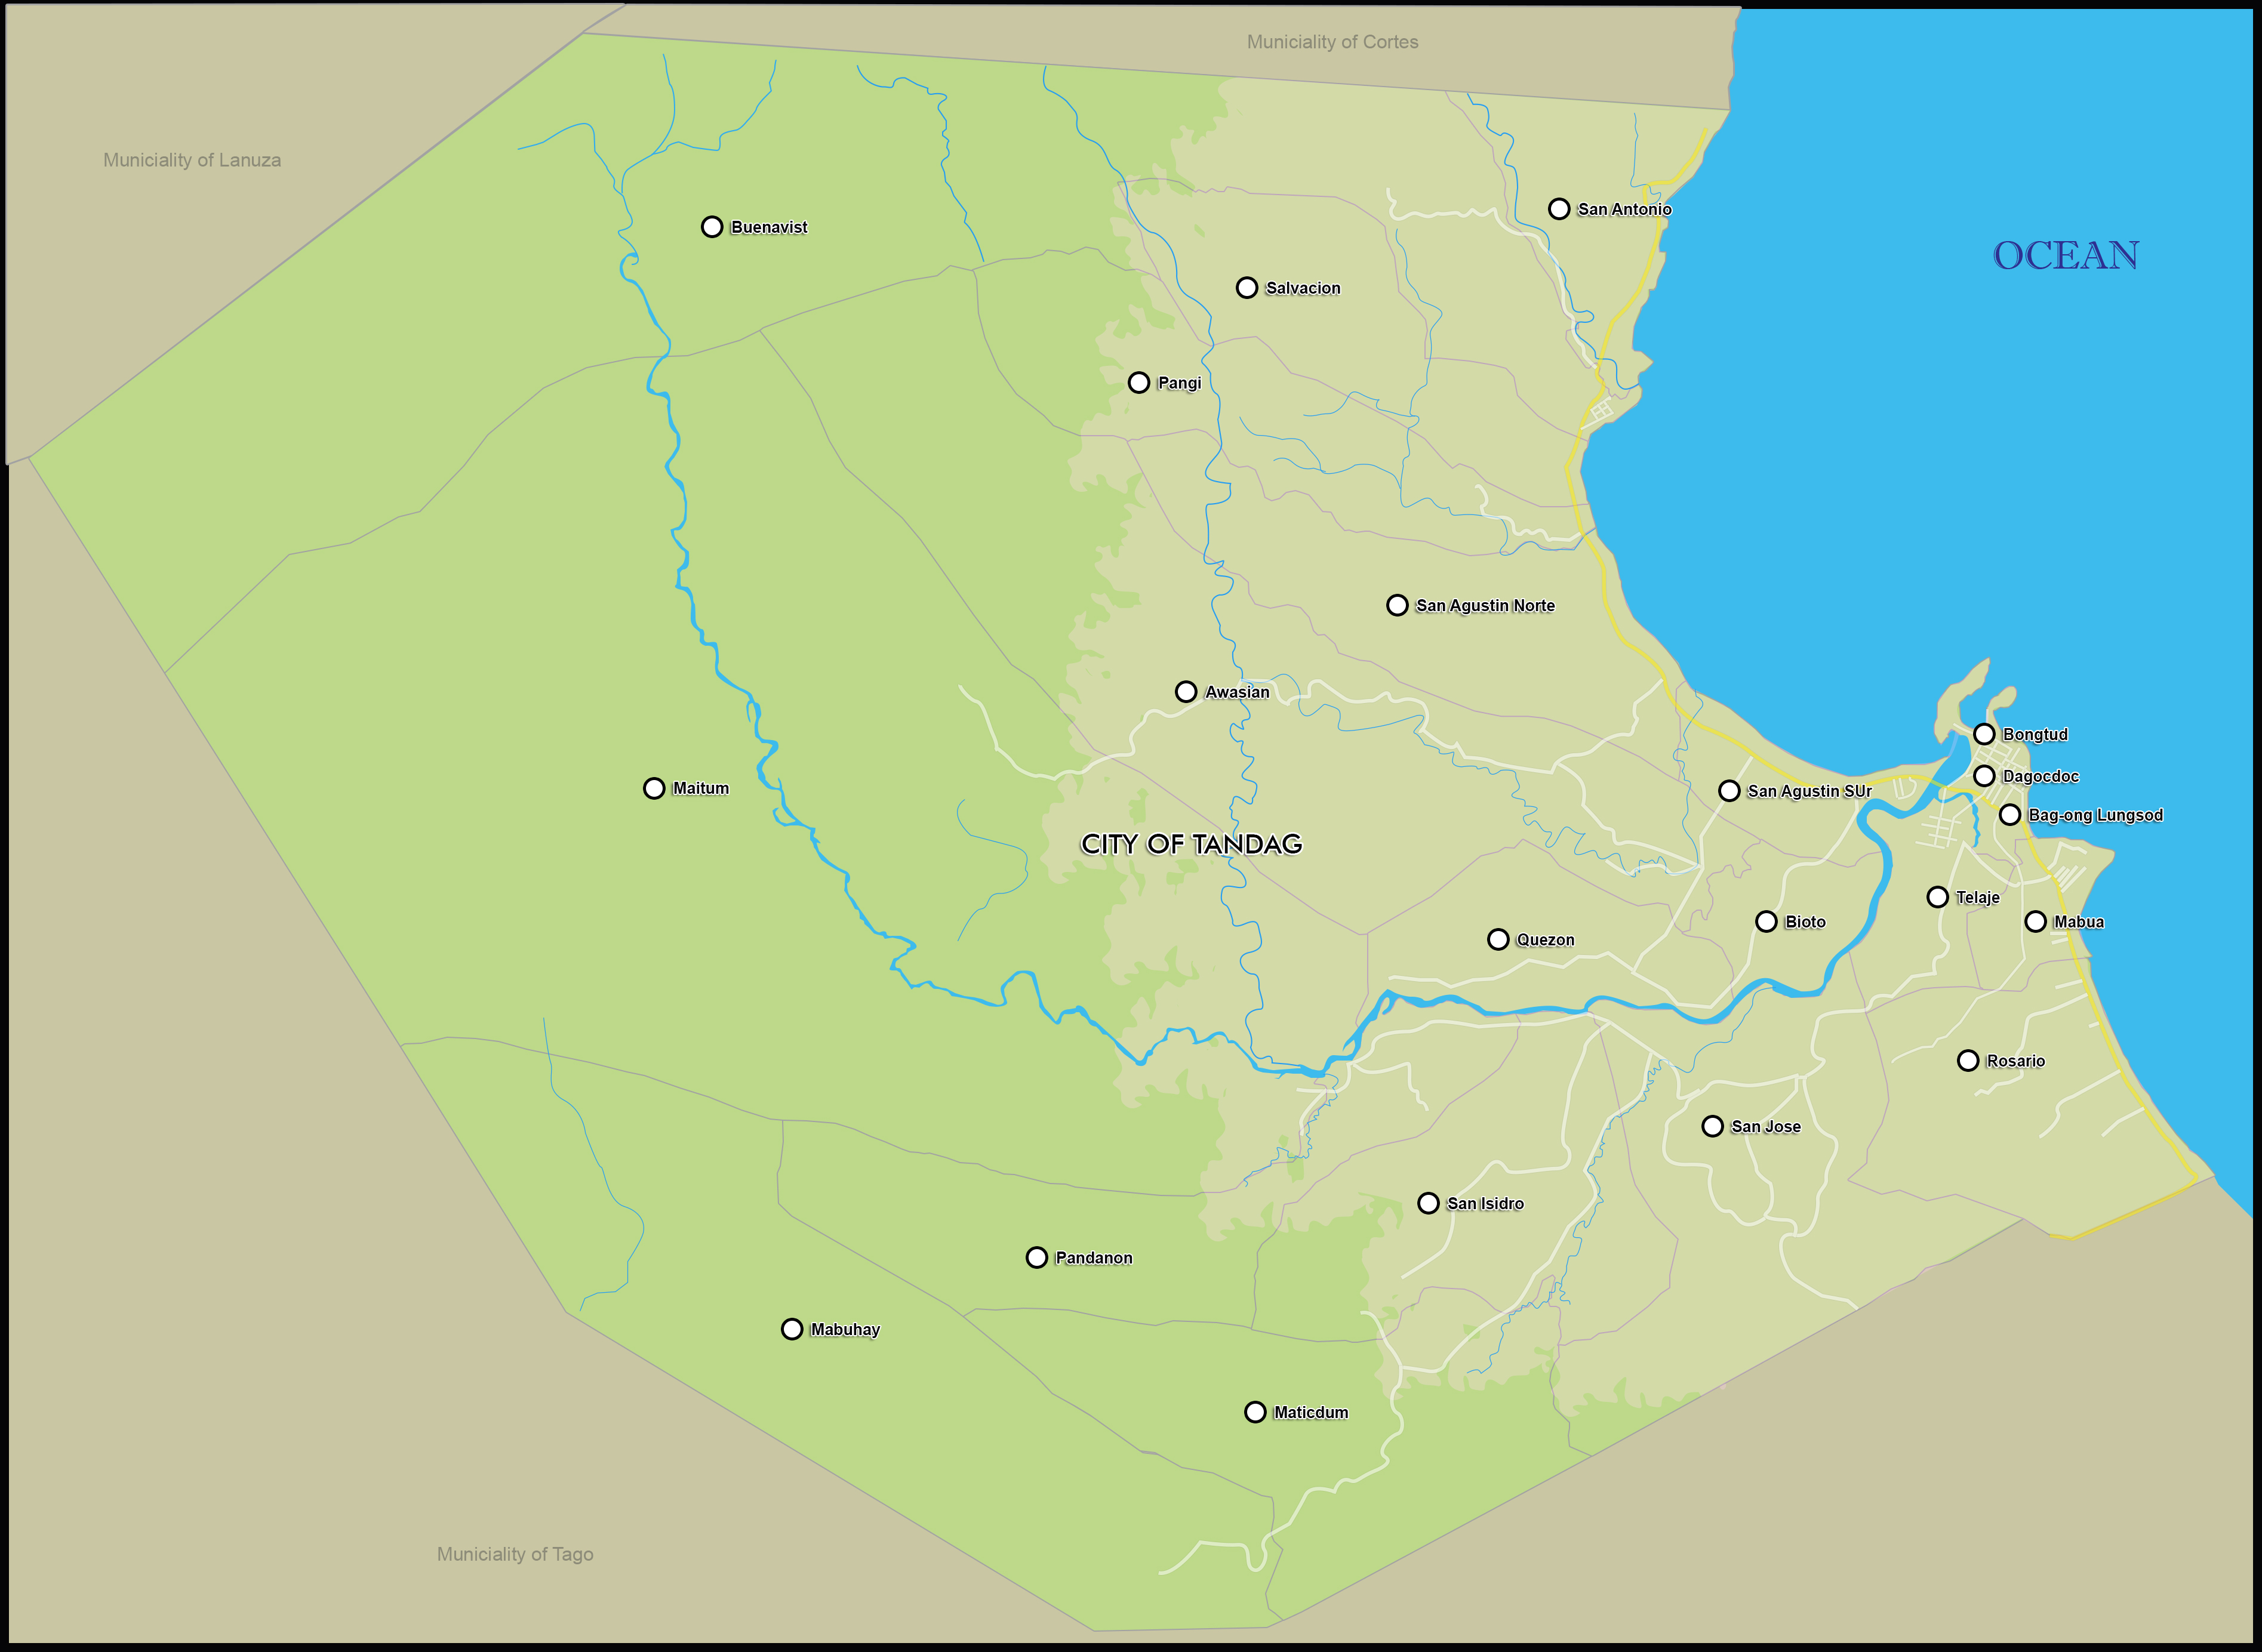 Municiality of Cortes
Municiality of Lanuza
San Antonio
Buenavist
OCEAN
Salvacion
Pangi
San Agustin Norte
Awasian
Bongtud
Dagocdoc
Maitum
San Agustin SUr
Bag-ong Lungsod
CITY OF TANDAG
Telaje
Bioto
Mabua
Quezon
Rosario
San Jose
San Isidro
Pandanon
Mabuhay
Maticdum
Municiality of Tago